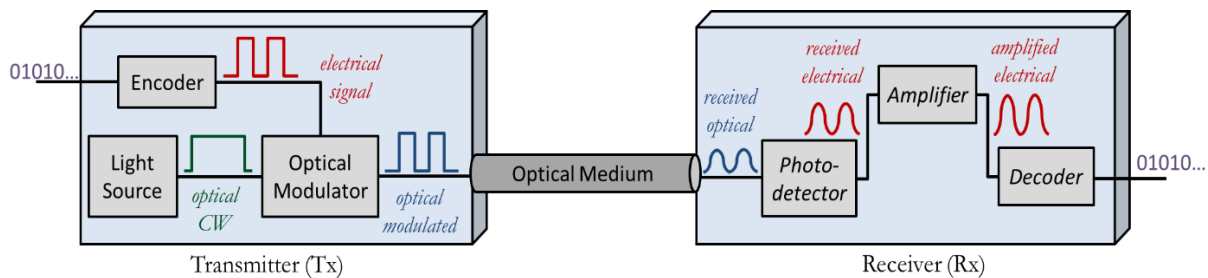 01010...
Encoder
electrical
signal
Light
Source
optical
CW
Optical
Modulator
optical
modulated
Transmitter (Tx)
Optical Medium
received
optical
Photo-
detector
received
electrical
Amplifier
amplified
electrical
Decoder
01010...
Receiver (Rx)